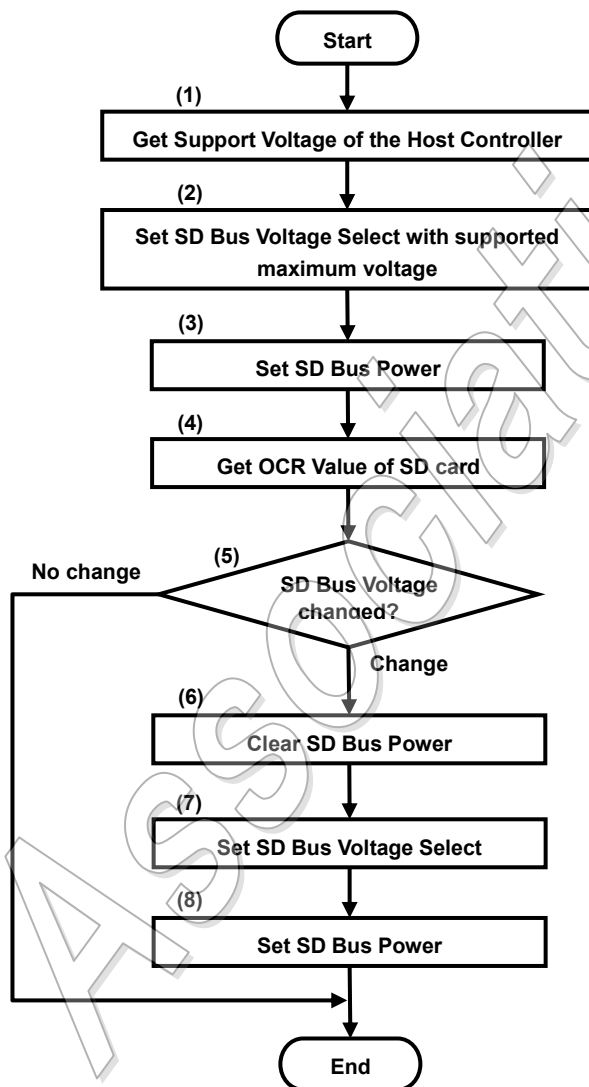 Start
(1)
Get Support Voltage of the Host Controller
(2)
Set SD Bus Voltage Select with supported
maximum voltage
(3)
Set SD Bus Power
(4)
Get OCR Value of SD card
(5)
No change
SD Bus Voltage
changed?
Change
(6)
Clear SD Bus Power
(7)
Set SD Bus Voltage Select
(8)
Set SD Bus Power
End
Associati